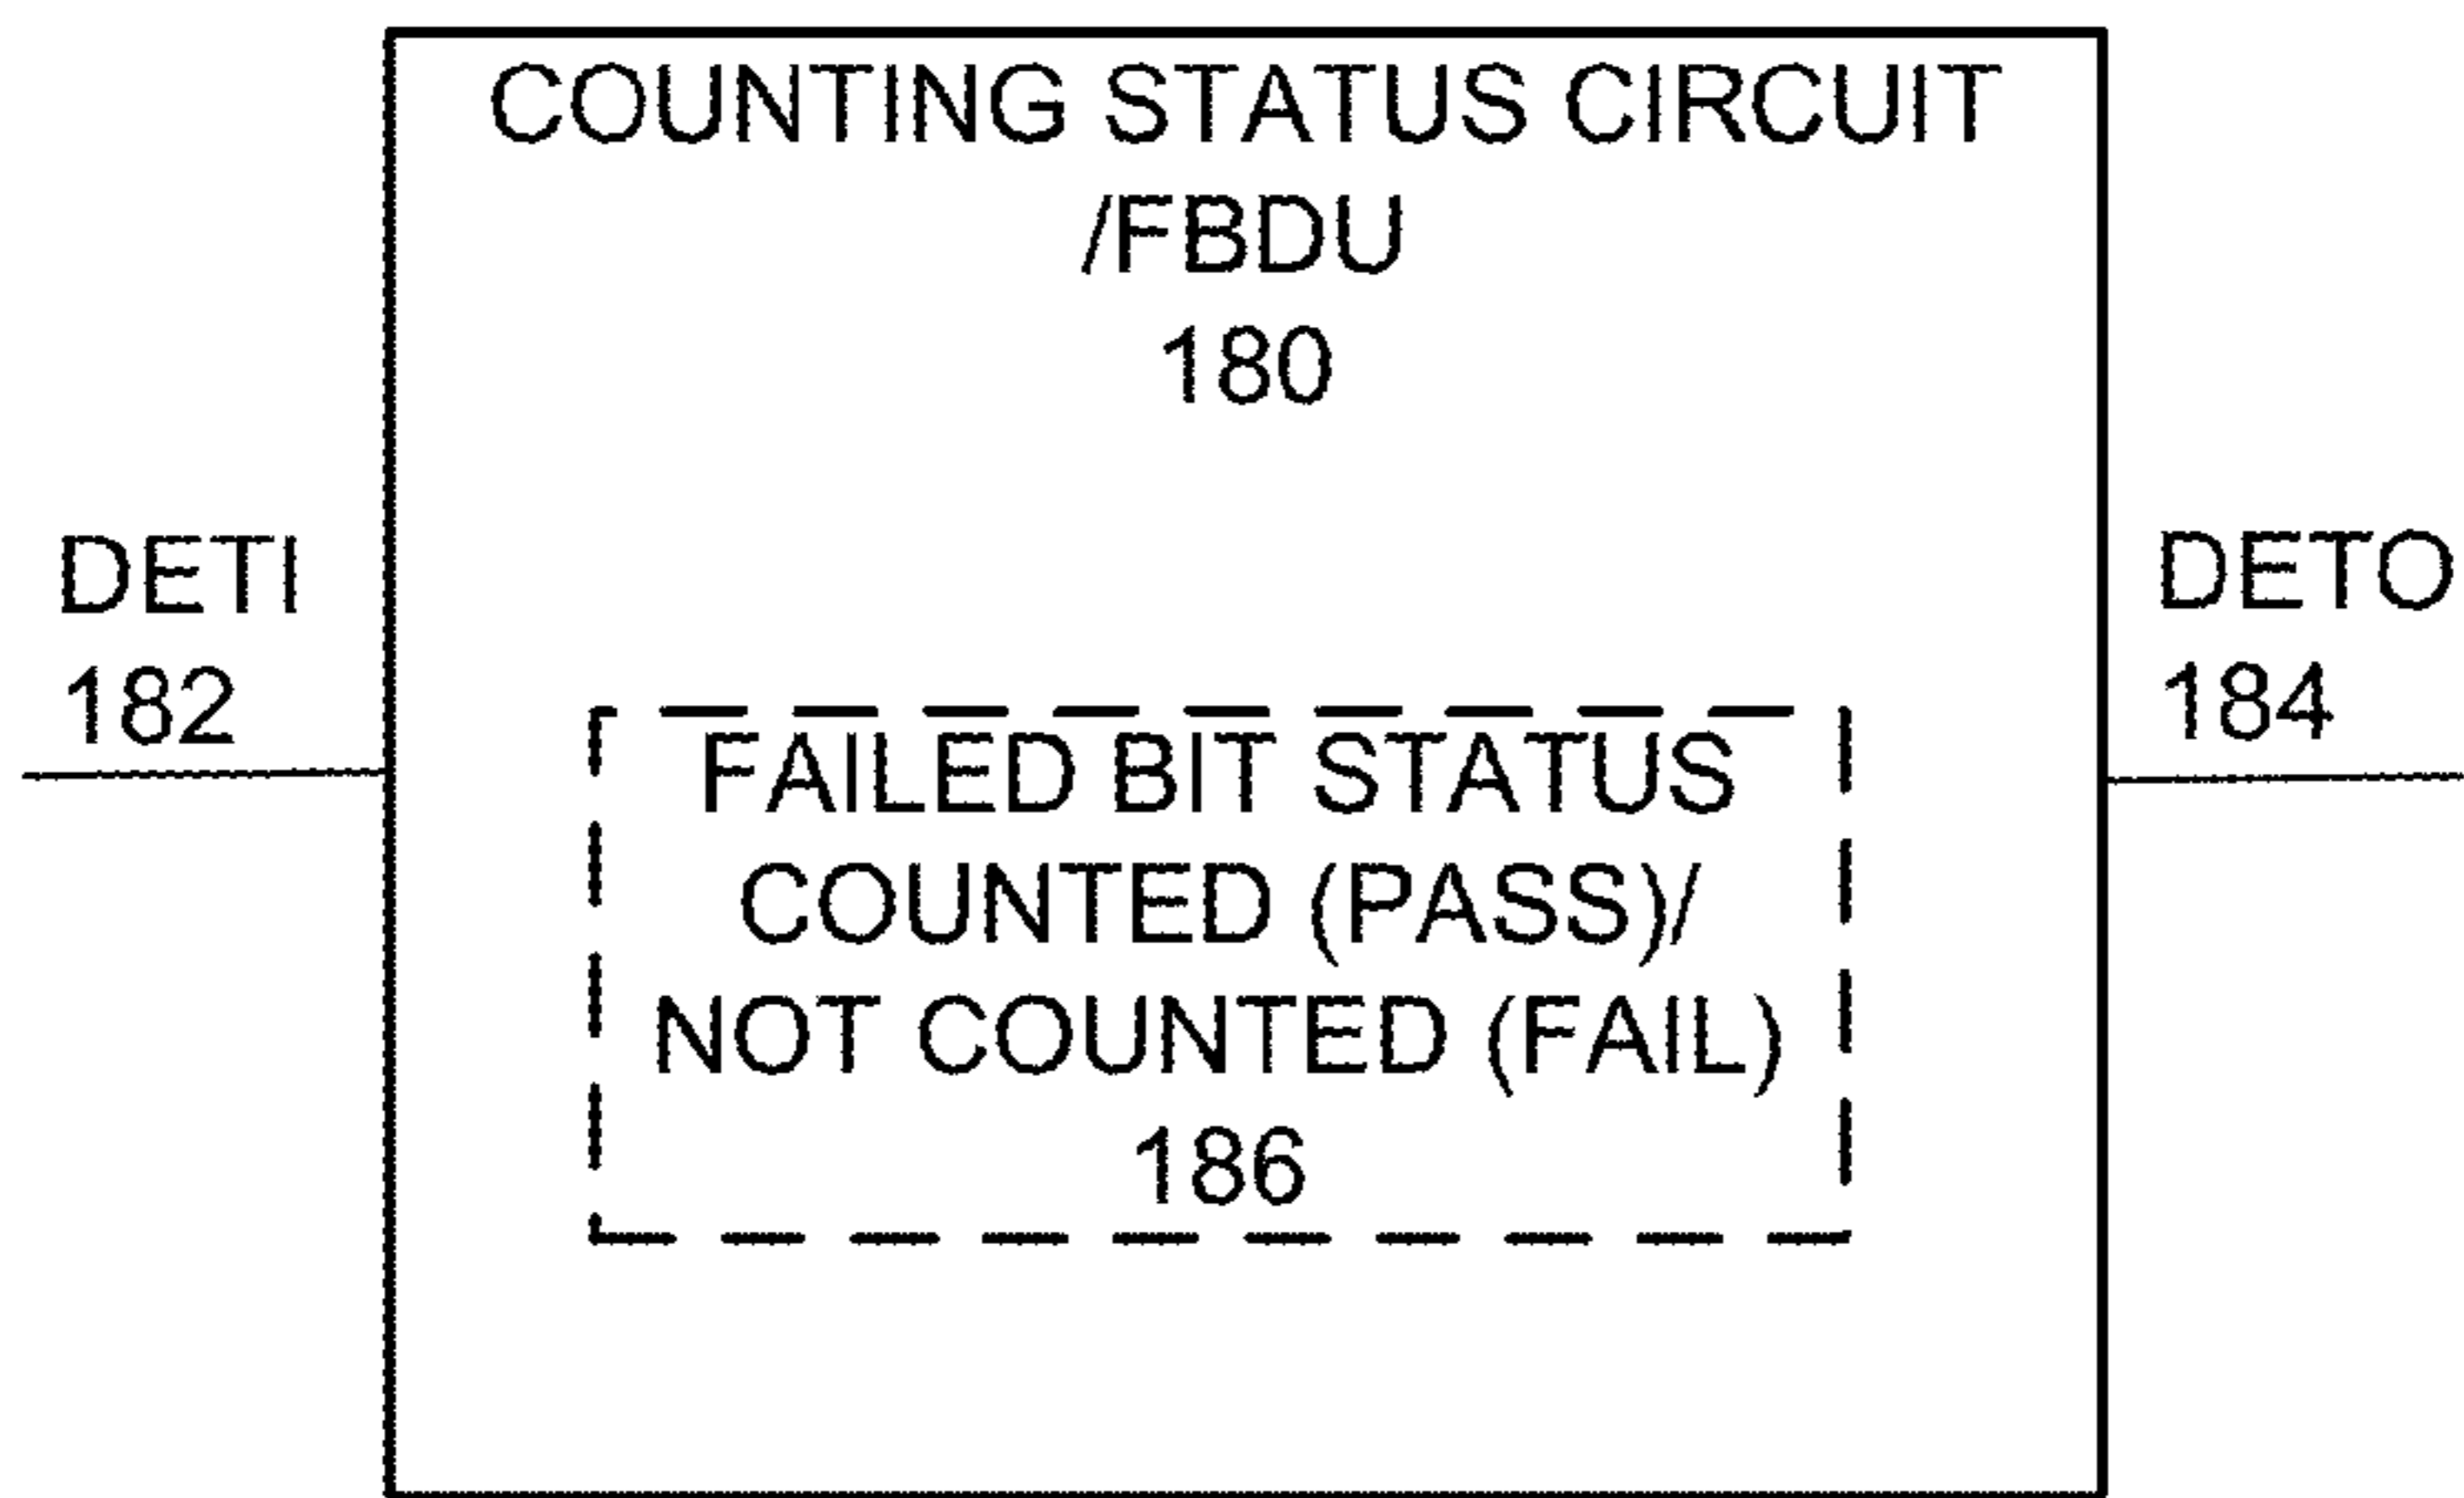 COUNTING STATUS CIRCUIT
/FBDU
180
DETI
182
DETO
184
FAILED BIT STATUS
COUNTED (PASS)/
NOT COUNTED (FAIL)
186